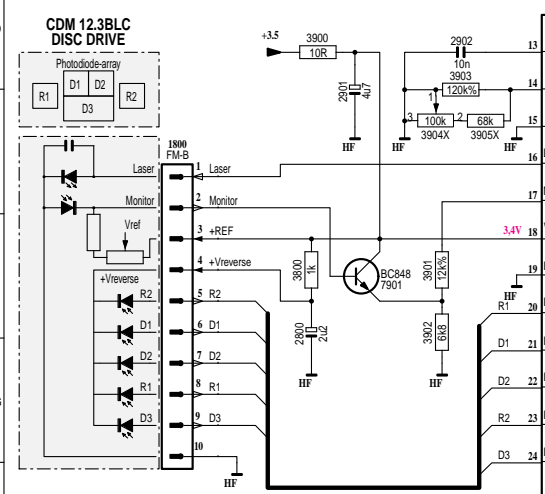 CDM 12.3BLC
DISC DRIVE
Photodiode-array
R1
D1
D2
R2
D3
+3.5
3900
10R
2901
4u7
HF
2902
10n
3903
120k%
1
3
100k
2
68k
3904X
3905X
HF
HF
13
14
15
16
17
3,4V 18
19
20
21
22
23
24
1800
FM-B
Laser
1
Laser
Monitor
2
Monitor
Vref
3
+REF
4
+Vreverse
+Vreverse
R2
5
R2
D1
6
D1
D2
7
D2
R1
8
R1
D3
9
D3
10
HF
3800
1k
2800
2u2
HF
BC848
7901
3901
12k%
3902
6k8
HF
HF
R1
D1
D2
R2
D3